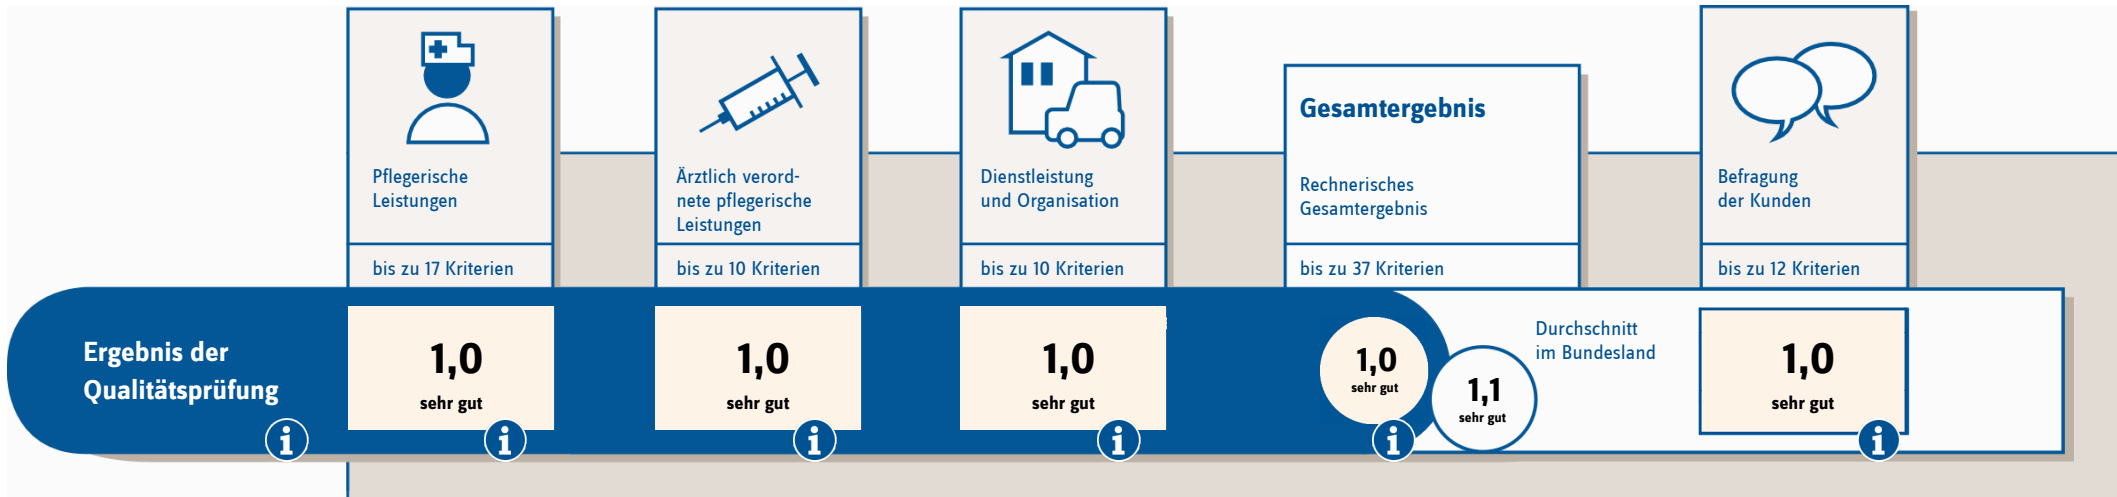 Pflegerische
Leistungen
bis zu 17 Kriterien
Ärztlich verord-
nete pflegerische
Leistungen
bis zu 10 Kriterien
Dienstleistung
und Organisation
bis zu 10 Kriterien
Gesamtergebnis
Rechnerisches
Gesamtergebnis
bis zu 37 Kriterien
Befragung
der Kunden
bis zu 12 Kriterien
Ergebnis der
Qualitätsprüfung
i
1,0
sehr gut
i
1,0
sehr gut
i
1,0
sehr gut
i
1,0
sehr gut
i
1,1
sehr gut
Durchschnitt
im Bundesland
1,0
sehr gut
i